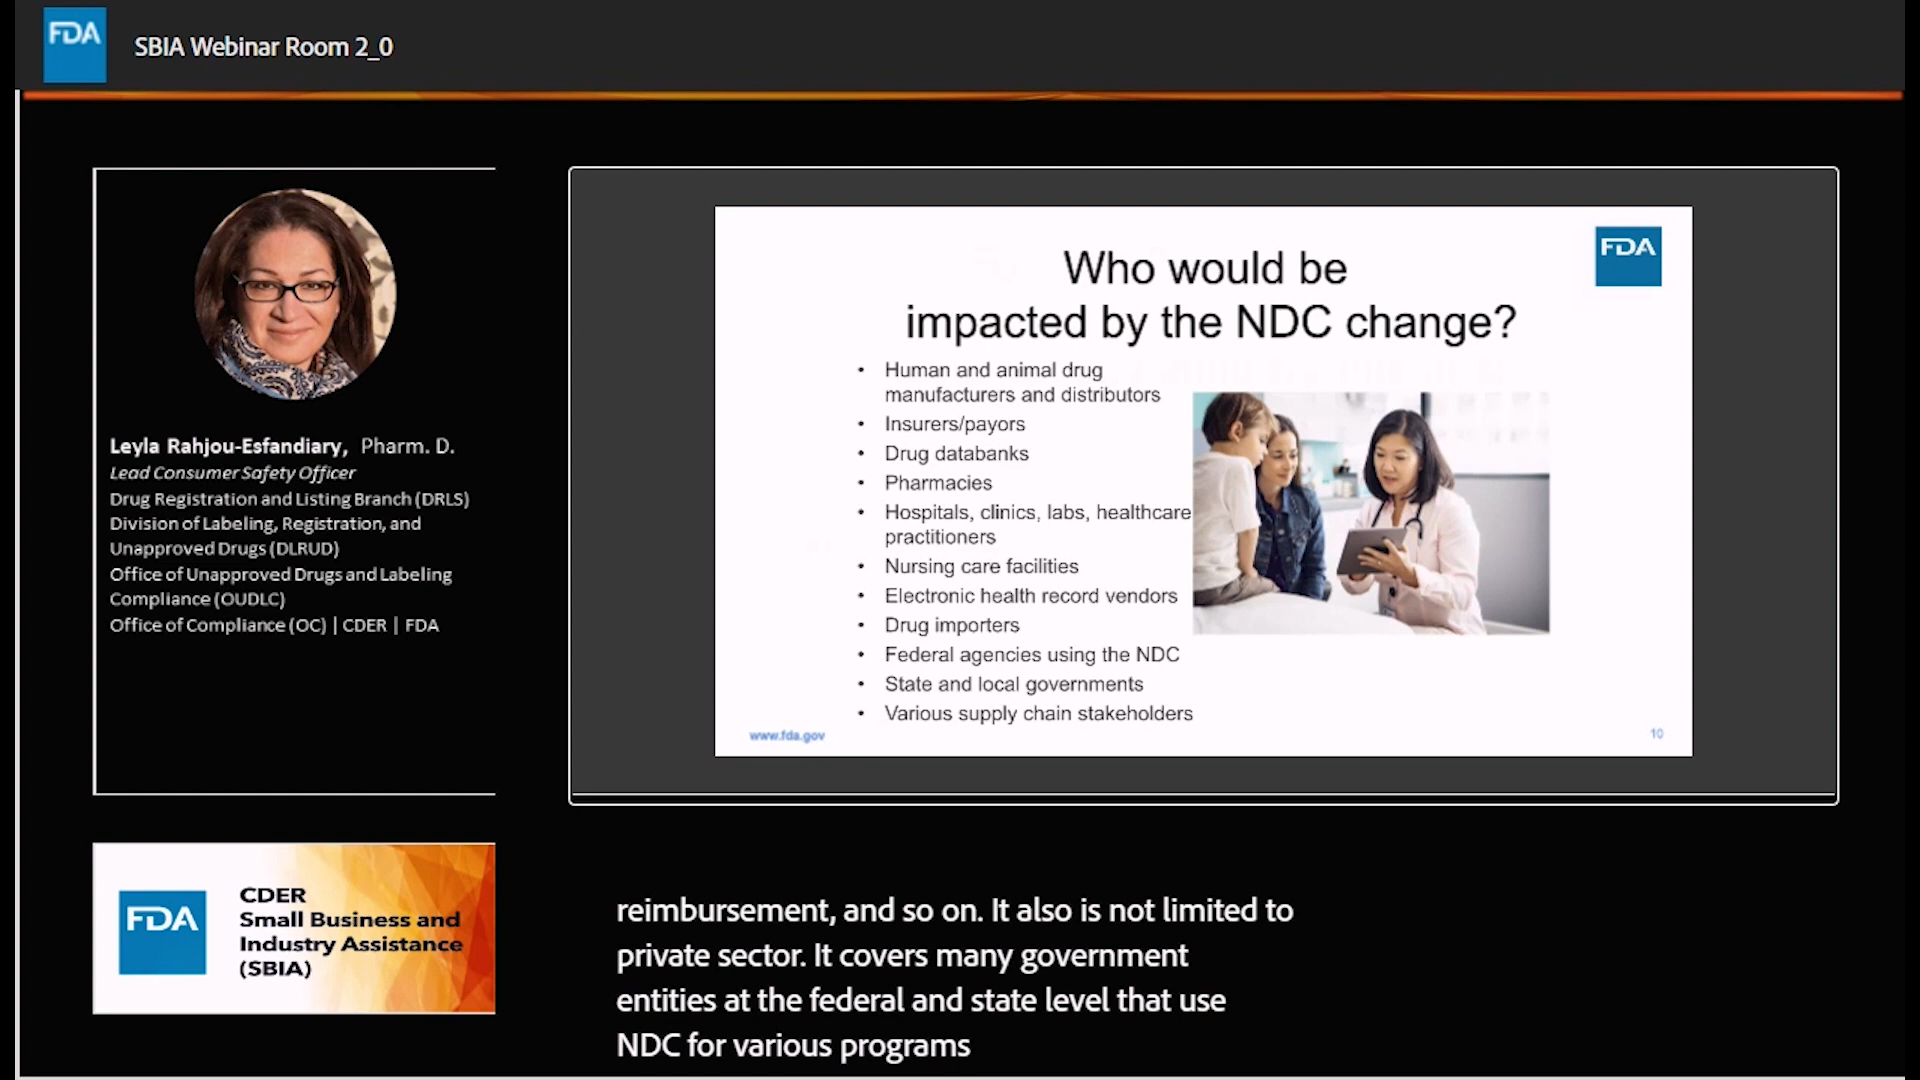 FDA
SBIA Webinar Room 2_0
Leyla Rahjou-Esfandiary, Pharm. D.
Lead Consumer Safety Officer
Drug Registration and Listing Branch (DRLS)
Division of Labeling, Registration, and
Unapproved Drugs (DLRUD)
Office of Unapproved Drugs and Labeling
Compliance (OUDLC)
Office of Compliance (OC) | CDER | FDA
FDA
Who would be
impacted by the NDC change?
• Human and animal drug
manufacturers and distributors
• Insurers/payors
• Drug databanks
• Pharmacies
• Hospitals, clinics, labs, healthcare
practitioners
• Nursing care facilities
• Electronic health record vendors
• Drug importers
• Federal agencies using the NDC
• State and local governments
• Various supply chain stakeholders
www.fda.gov
10
FDA
CDER
Small Business and
Industry Assistance
(SBIA)
reimbursement, and so on. It also is not limited to
private sector. It covers many government
entities at the federal and state level that use
NDC for various programs